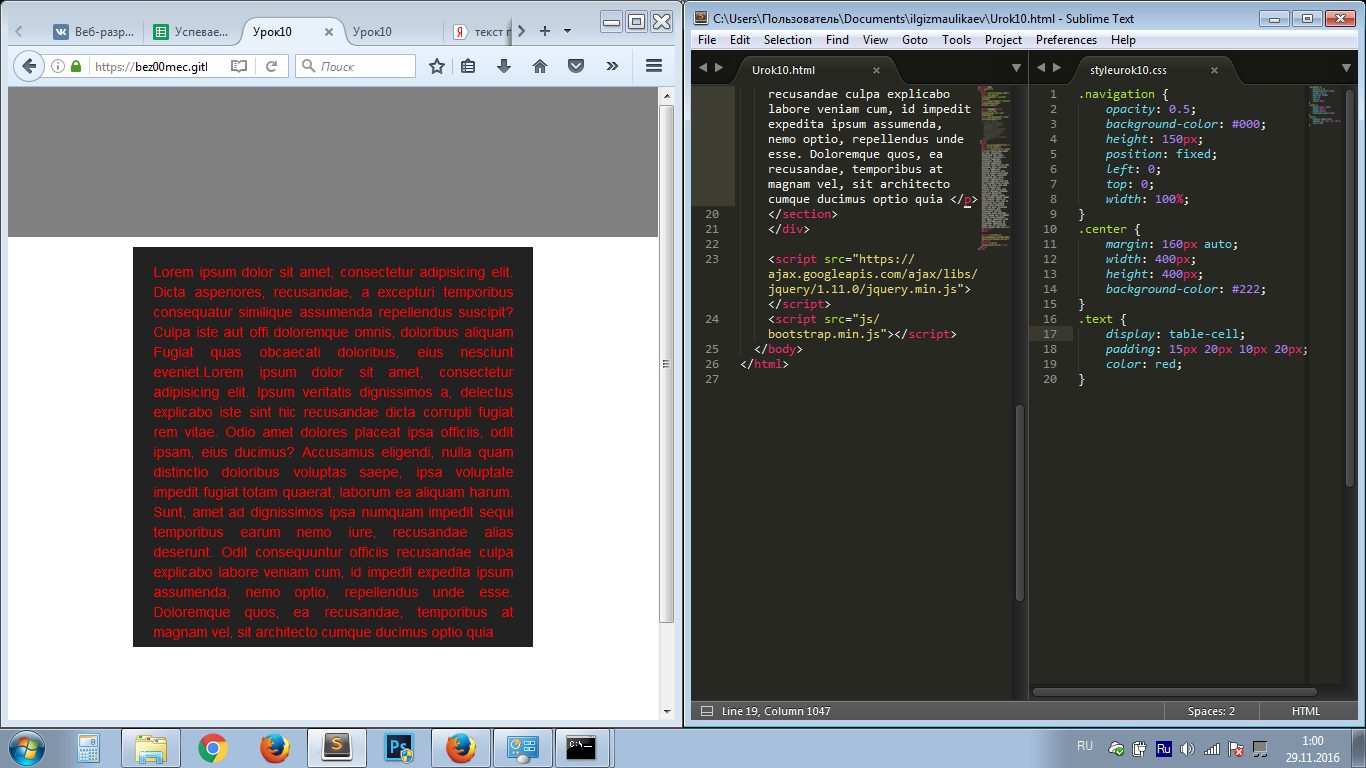 Веб-разр...
Успевае...
Урок10
Урок10
текст г
https://bez00mec.gitl
Поиск
Lorem ipsum dolor sit amet, consectetur adipisicing elit.
Dicta asperiores, recusandae, a excepturi temporibus
consequatur similique assumenda repellendus suscipit?
Culpa iste aut offi doloremque omnis, doloribus aliquam
Fugiat quas obcaecati doloribus, eius nesciunt
eveniet.Lorem ipsum dolor sit amet, consectetur
adipisicing elit. Ipsum veritatis dignissimos a, delectus
explicabo iste sint hic recusandae dicta corrupti fugiat
rem vitae. Odio amet dolores placeat ipsa officiis, odit
ipsam, eius ducimus? Accusamus eligendi, nulla quam
distinctio doloribus voluptas saepe, ipsa voluptate
impedit fugiat totam quaerat, laborum ea aliquam harum.
Sunt, amet ad dignissimos ipsa numquam impedit sequi
temporibus earum nemo iure, recusandae alias
deserunt. Odit consequuntur officiis recusandae culpa
explicabo labore veniam cum, id impedit expedita ipsum
assumenda, nemo optio, repellendus unde esse.
Doloremque quos, ea recusandae, temporibus at
magnam vel, sit architecto cumque ducimus optio quia
C:\Users\Пользователь\Documents\ilgizmaulikaev\Urok10.html - Sublime Text
File Edit Selection Find View Goto Tools Project Preferences Help
Urok10.html
recusandae culpa explicabo
labore veniam cum, id impedit
expedita ipsum assumenda,
nemo optio, repellendus unde
esse. Doloremque quos, ea
recusandae, temporibus at
magnam vel, sit architecto
cumque ducimus optio quia </p>
20 </section>
21 </div>
22
23 <script src="https://
ajax.googleapis.com/ajax/libs/
jquery/1.11.0/jquery.min.js">
</script>
24 <script src="js/
bootstrap.min.js"></script>
25 </body>
26 </html>
27
styleurok10.css
1 .navigation {
2 opacity: 0.5;
3 background-color: #000;
4 height: 150px;
5 position: fixed;
6 left: 0;
7 top: 0;
8 width: 100%;
9 }
10 .center {
11 margin: 160px auto;
12 width: 400px;
13 height: 400px;
14 background-color: #222;
15 }
16 .text {
17 display: table-cell;
18 padding: 15px 20px 10px 20px;
19 color: red;
20 }
Line 19, Column 1047
Spaces: 2
HTML
C:\.
RU
Ru
1:00
29.11.2016